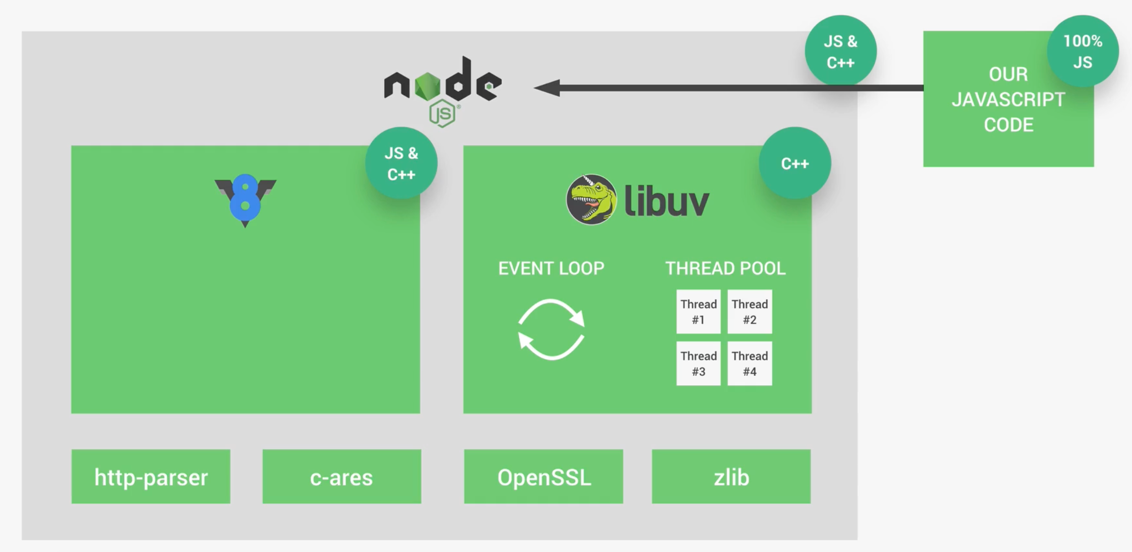 JS &
C++
100%
JS
node
JS
OUR
JAVASCRIPT
CODE
JS &
C++
V8
C++
libuv
EVENT LOOP
THREAD POOL
Thread
#1
Thread
#2
Thread
#3
Thread
#4
http-parser
c-ares
OpenSSL
zlib